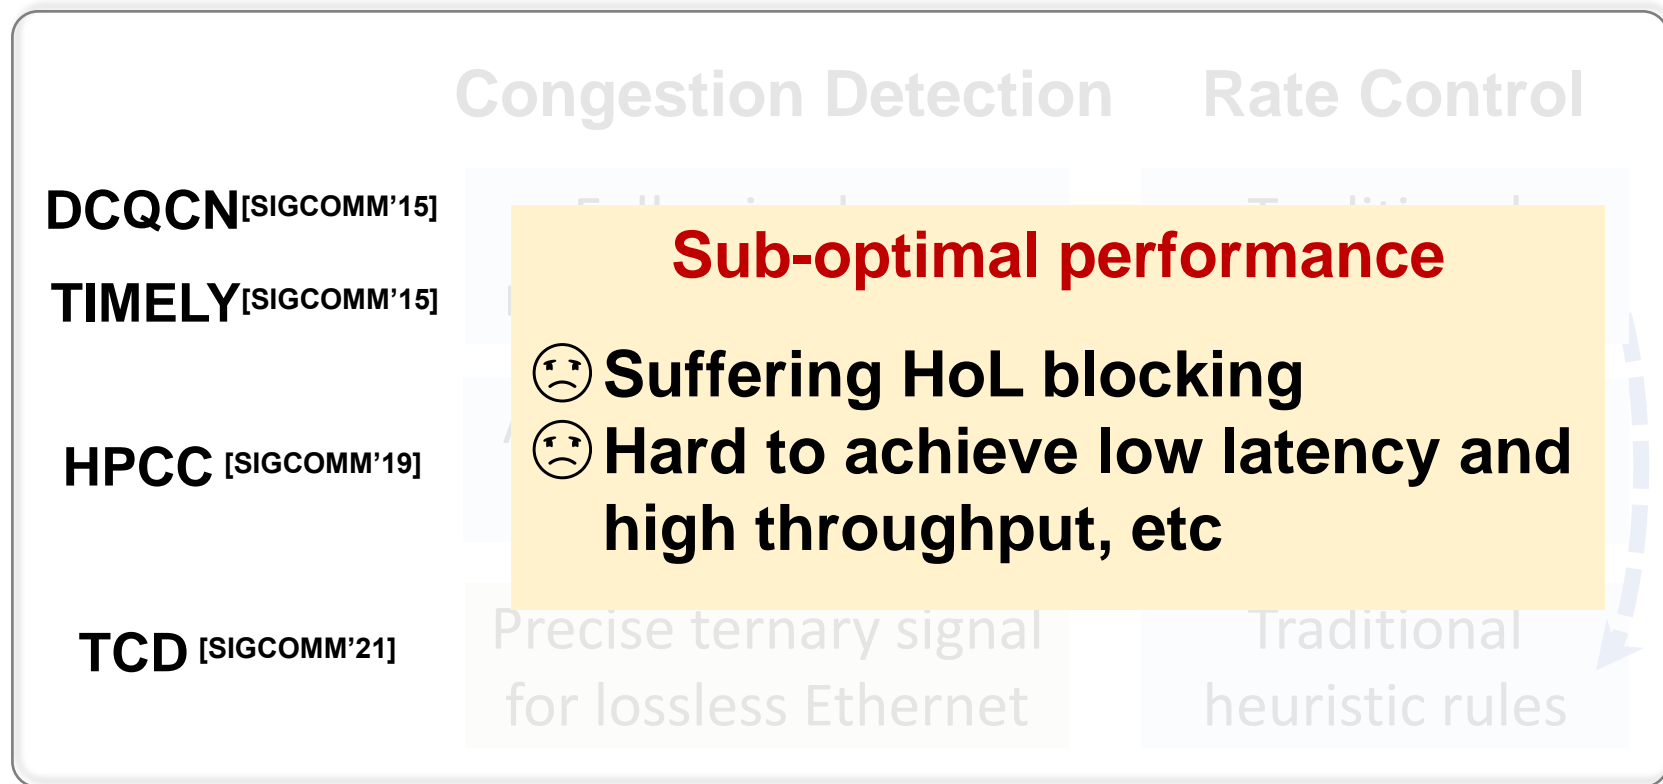 Congestion Detection Rate Control
DCQCN[SIGCOMM'15]
TIMELY[SIGCOMM'15]
Sub-optimal performance
Suffering HoL blocking
Hard to achieve low latency and
high throughput, etc
HPCC [SIGCOMM'19]
TCD [SIGCOMM'21]
Precise ternary signal
for lossless Ethernet
Traditional
heuristic rules